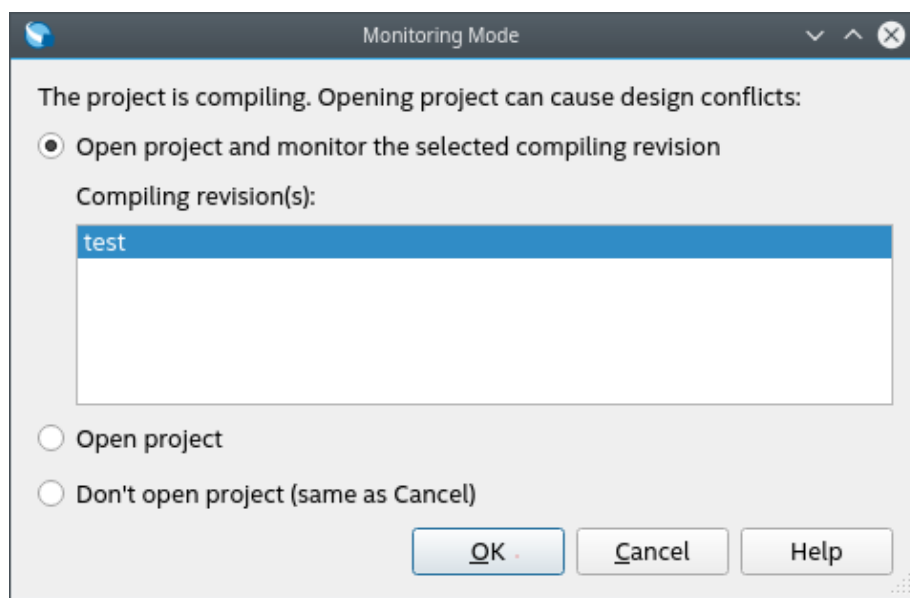 Monitoring Mode
The project is compiling. Opening project can cause design conflicts:
Open project and monitor the selected compiling revision
Compiling revision(s):
test
Open project
Don't open project (same as Cancel)
OK Cancel Help